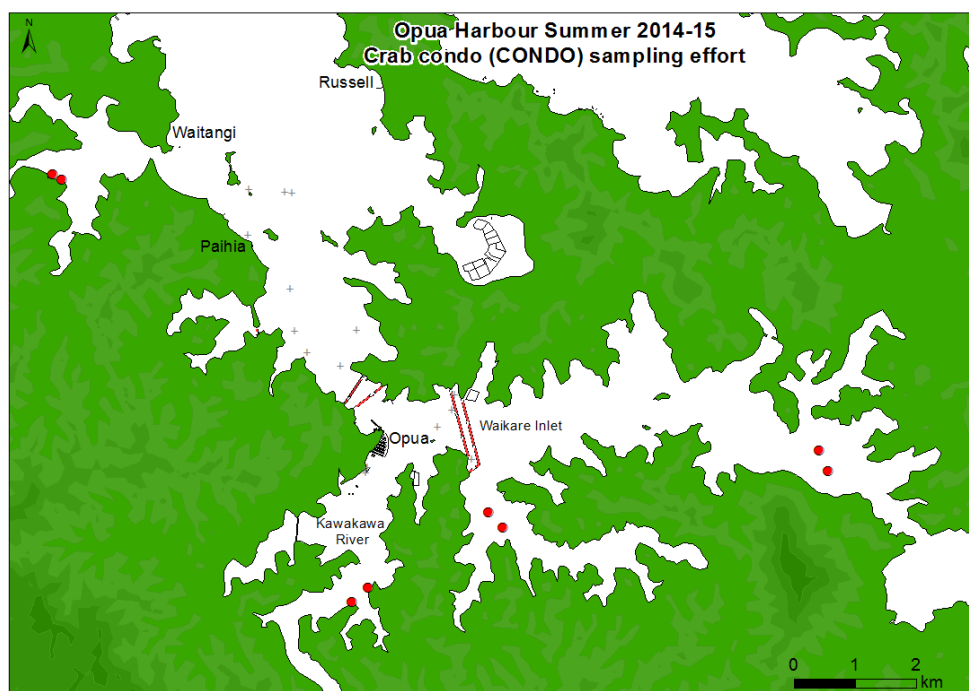 N
Opua Harbour Summer 2014-15
Crab condo (CONDO) sampling effort
Russell
Waitangi
Paihia
Opua
Waikare Inlet
Kawakawa
River
0 1 2
km